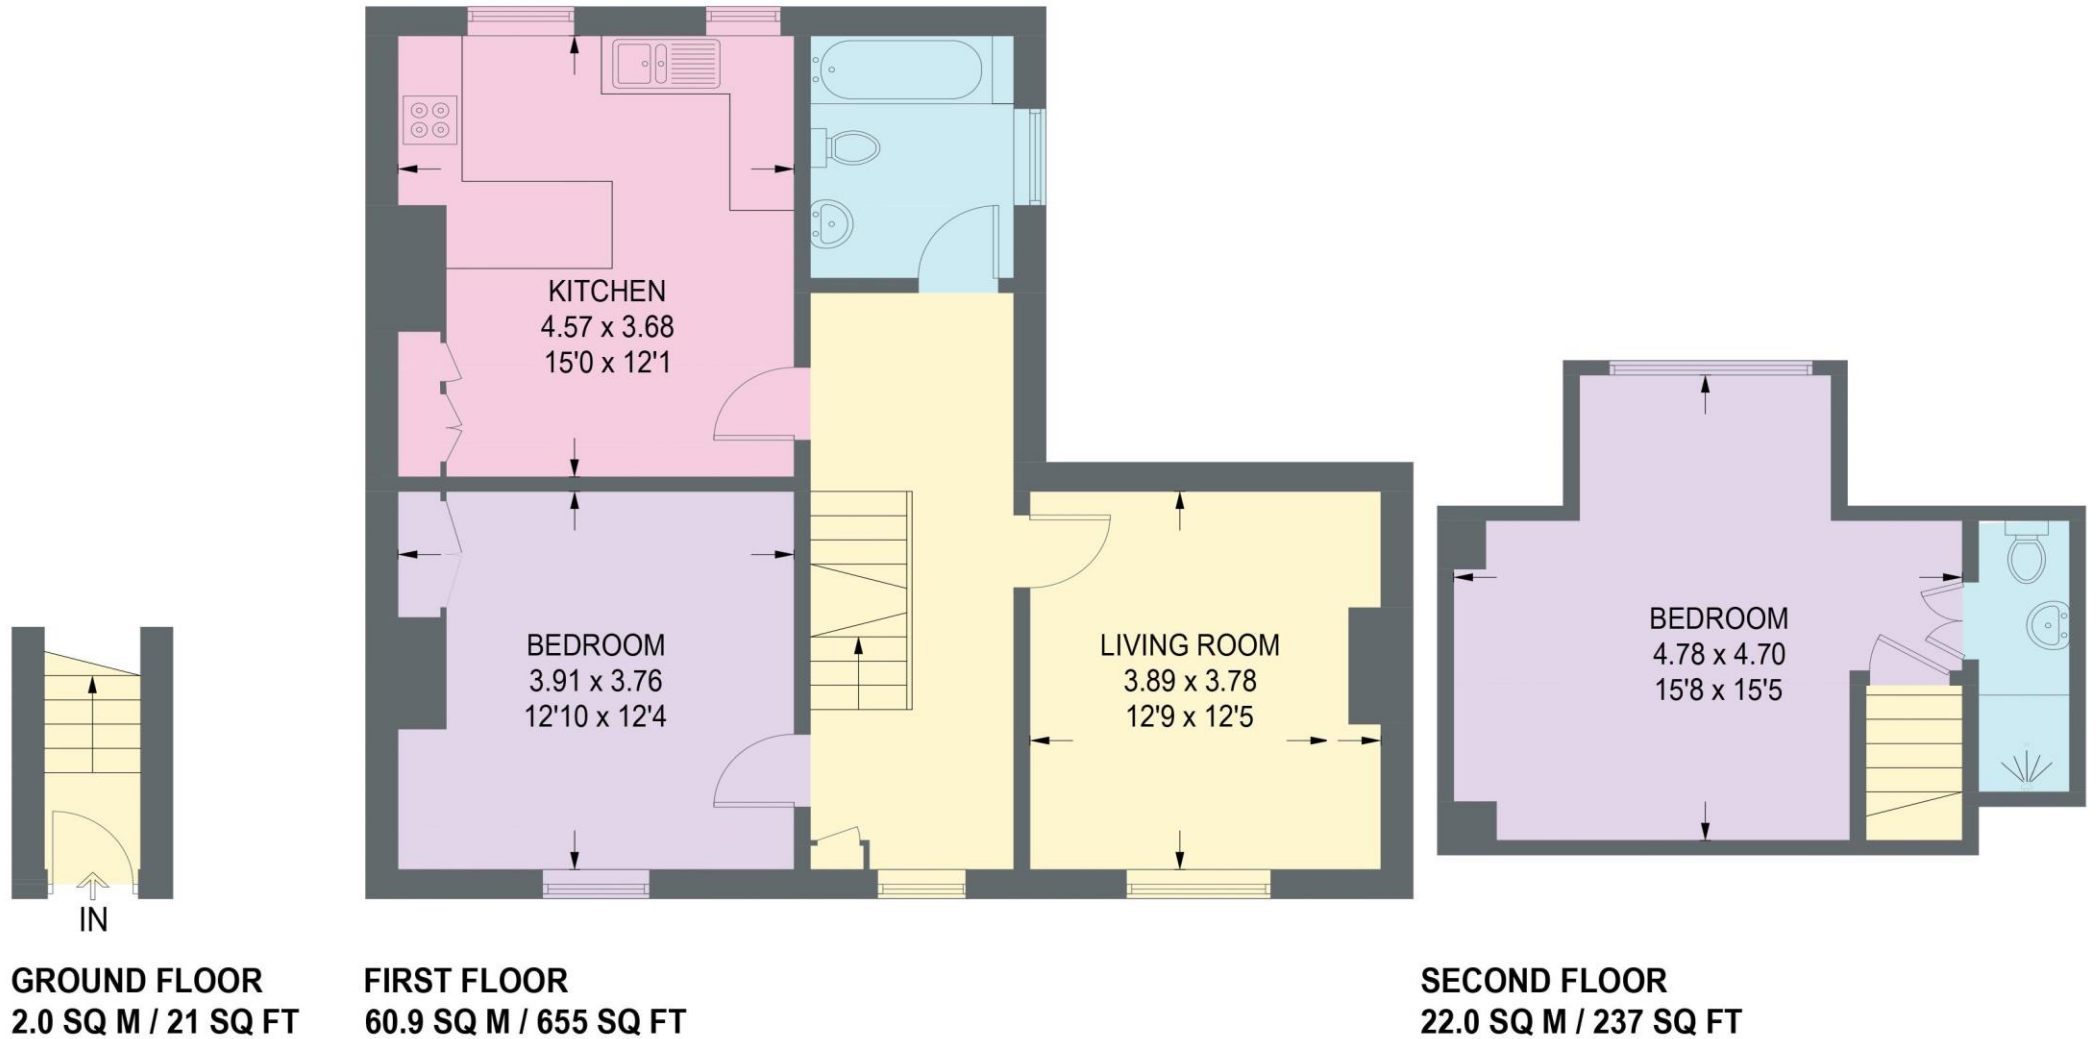 KITCHEN
4.57 x 3.68
15'0 x 12'1
BEDROOM
3.91 x 3.76
12'10 x 12'4
LIVING ROOM
3.89 x 3.78
12'9 x 12'5
BEDROOM
4.78 x 4.70
15'8 x 15'5
IN
GROUND FLOOR
2.0 SQ M / 21 SQ FT
FIRST FLOOR
60.9 SQ M / 655 SQ FT
SECOND FLOOR
22.0 SQ M / 237 SQ FT